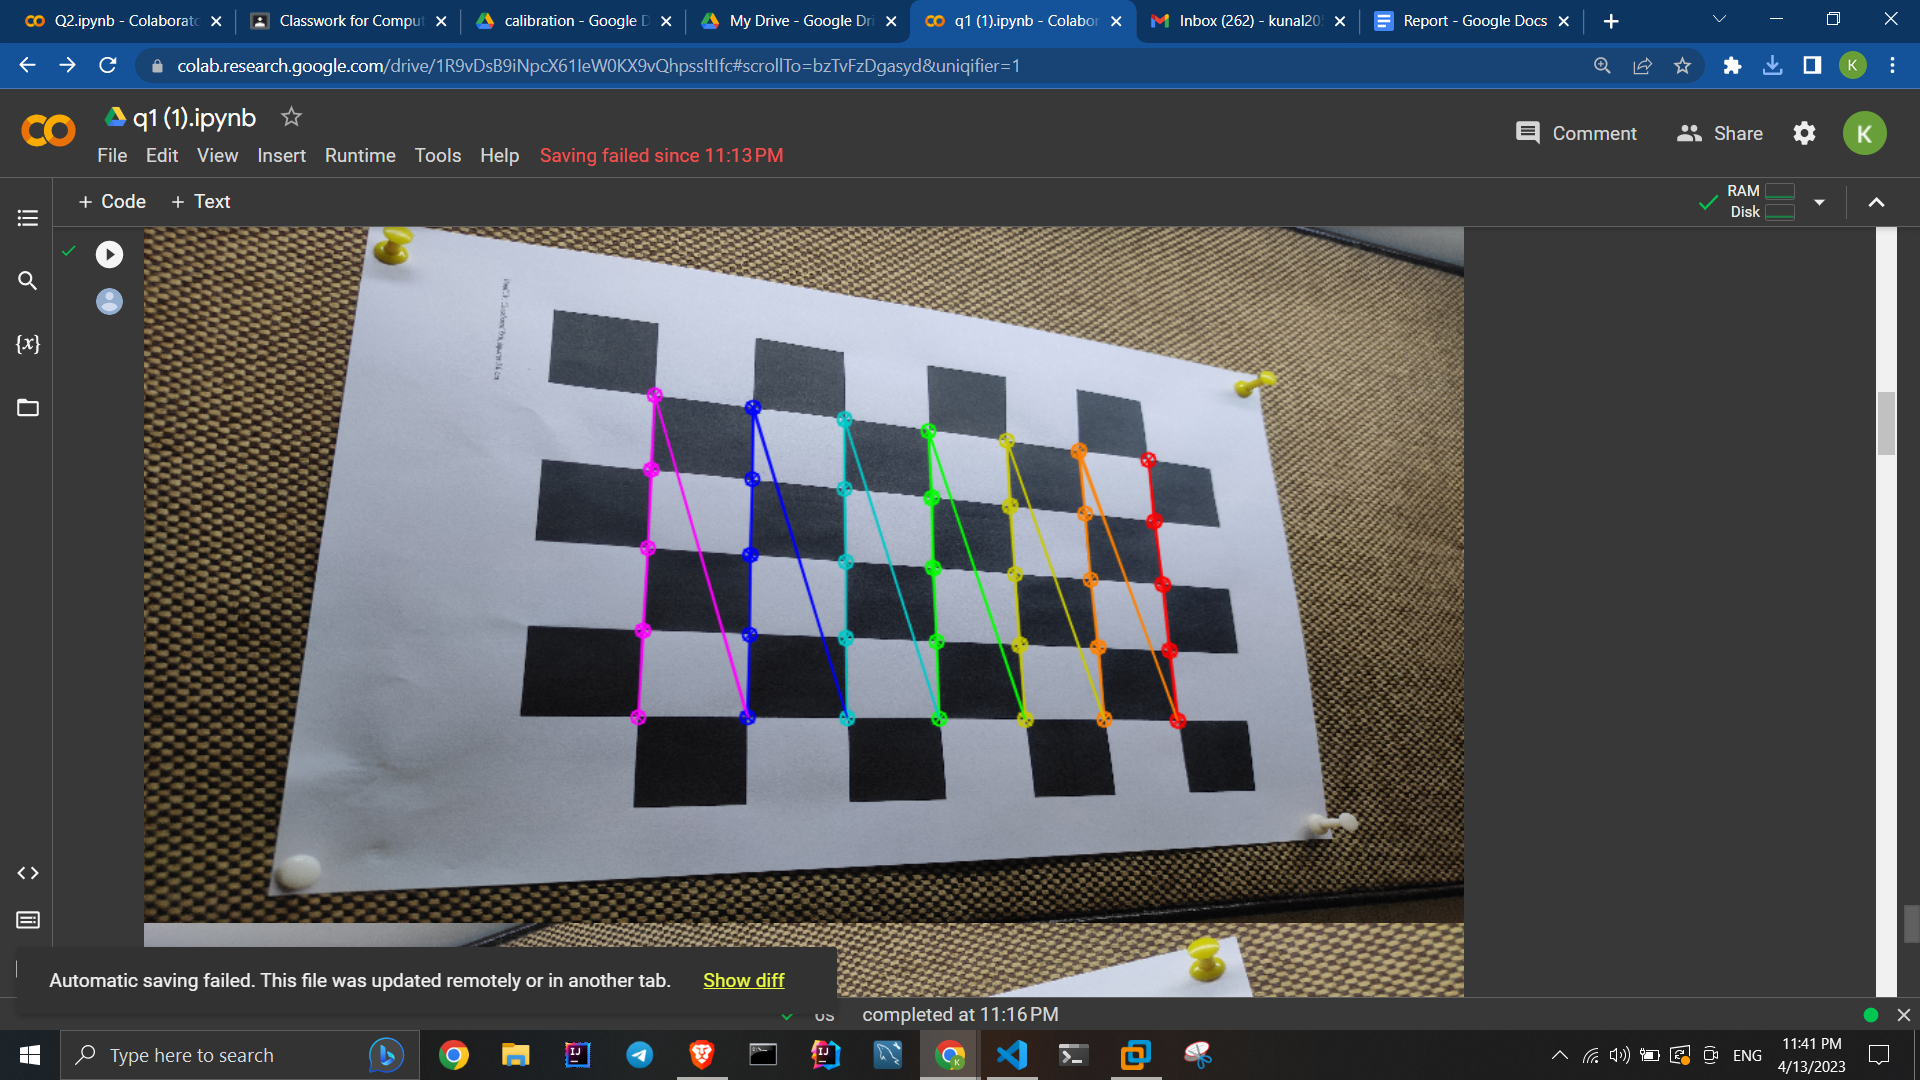 Q2.ipynb - Colaborato
Classwork for Comput
calibration - Google D
My Drive - Google Dri
q1 (1).ipynb - Colabor
Inbox (262) - kunal20
Report - Google Docs
colab.research.google.com/drive/1R9vDsB9iNpcX61IeW0KX9vQhpssItIfc#scrollTo=bzTvFzDgasyd&uniqifier=1
K
q1 (1).ipynb
Comment
Share
K
File Edit View Insert Runtime Tools Help Saving failed since 11:13 PM
+ Code + Text
RAM
Disk
{x}
Automatic saving failed. This file was updated remotely or in another tab. Show diff
0s completed at 11:16 PM
Type here to search
ENG
11:41 PM
4/13/2023